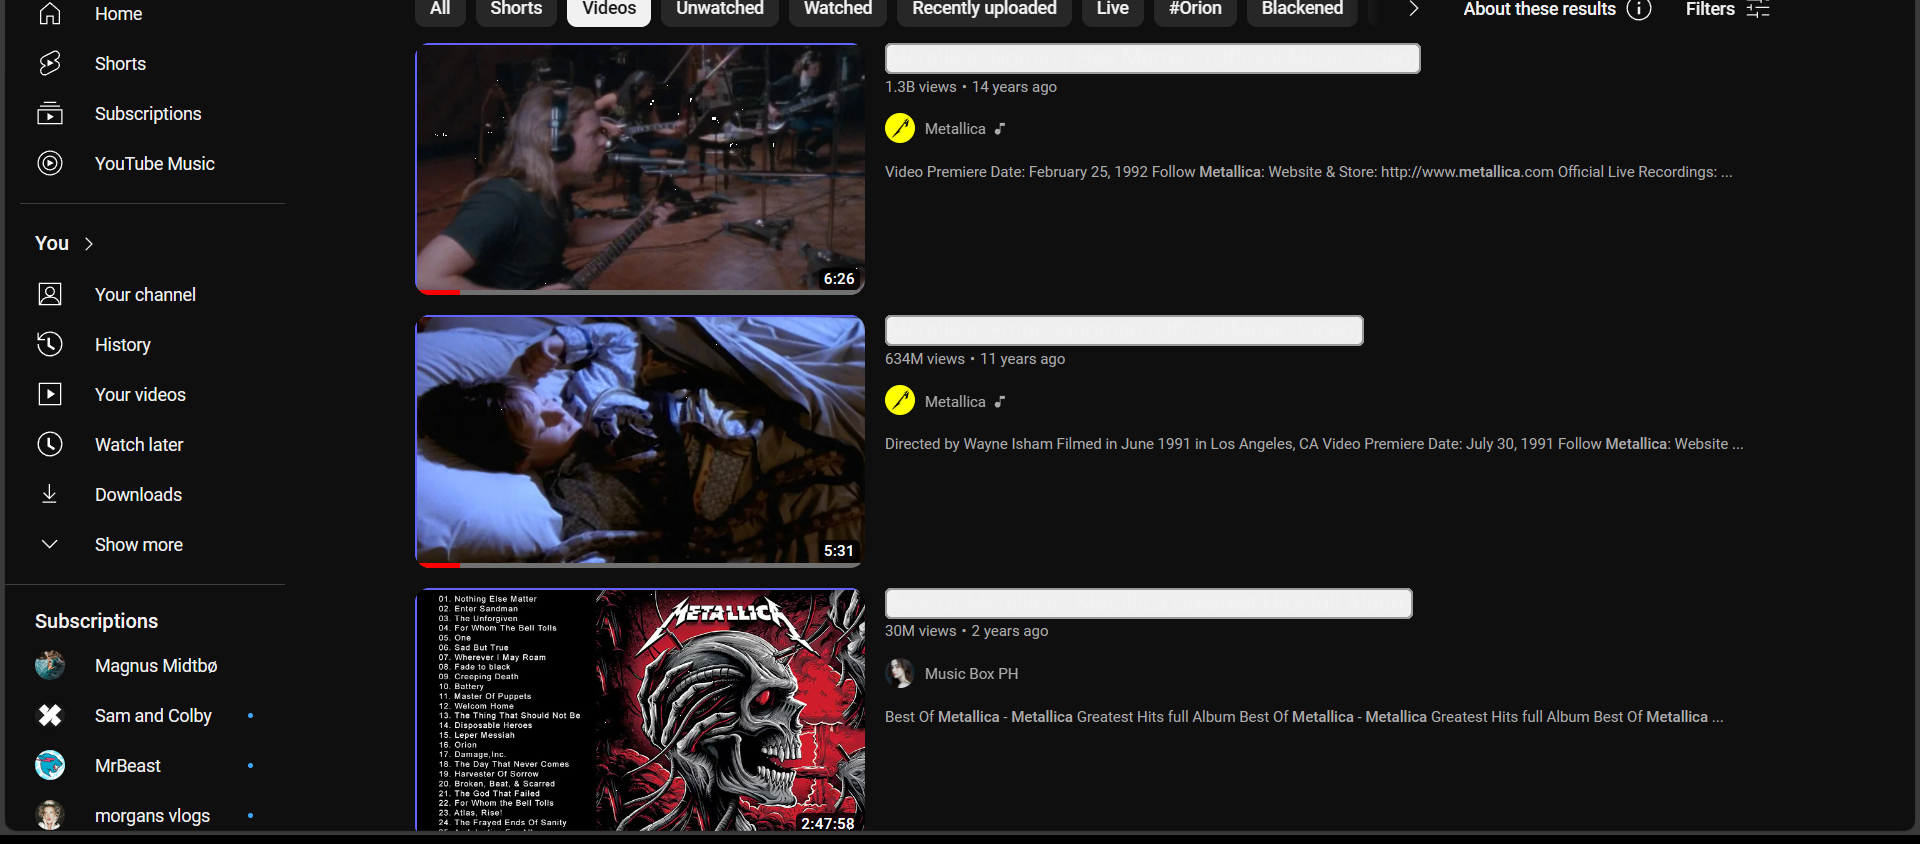 Home
Shorts
Subscriptions
YouTube Music
You
Your channel
History
Your videos
Watch later
Downloads
Show more
Subscriptions
Magnus Midtbø
Sam and Colby
MrBeast
morgans vlogs
All Shorts Videos Unwatched Watched Recently uploaded Live #Orion Blackened
About these results Filters
6:26
1.3B views • 14 years ago
Metallica
Video Premiere Date: February 25, 1992 Follow Metallica: Website & Store: http://www.metallica.com Official Live Recordings: ...
5:31
634M views • 11 years ago
Metallica
Directed by Wayne Isham Filmed in June 1991 in Los Angeles, CA Video Premiere Date: July 30, 1991 Follow Metallica: Website ...
01. Nothing Else Matter
02. Enter Sandman
03. The Unforgiven
04. For Whom The Bell Tolls
05. One
06. Sad But True
07. Wherever I May Roam
08. Fade to black
09. Creeping Death
10. Battery
11. Master Of Puppets
12. Welcom Home
13. The Thing That Should Not Be
14. Disposable Heroes
15. Leper Messiah
16. Orion
17. Damage,Inc.
18. The Day That Never Comes
19. Harvester Of Sorrow
20. Broken, Beat, & Scarred
21. The God That Failed
22. For Whom the Bell Tolls
23. Atlas, Rise!
24. The Frayed Ends Of Sanity
METALLICA
2:47:58
30M views • 2 years ago
Music Box PH
Best Of Metallica - Metallica Greatest Hits full Album Best Of Metallica - Metallica Greatest Hits full Album Best Of Metallica ...